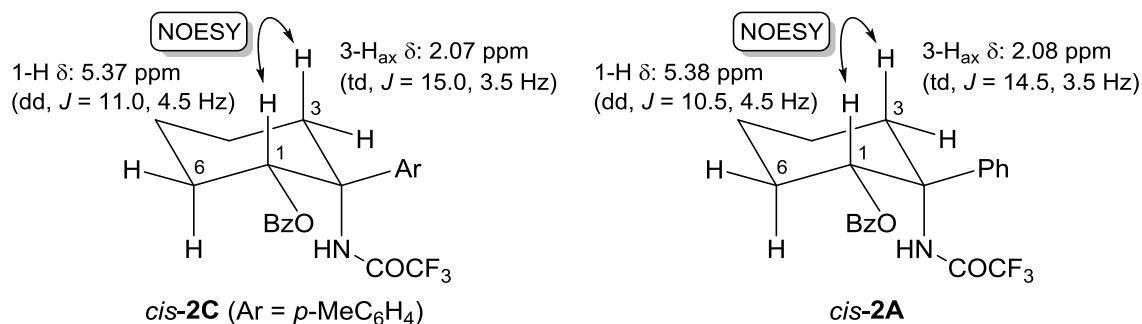 NOESY
3-Hax δ: 2.07 ppm
(td, J = 15.0, 3.5 Hz)
1-H δ: 5.37 ppm
(dd, J = 11.0, 4.5 Hz)
H
H
3
H
Ar
1
6
H
BzO
H
HN
COCF3
cis-2C (Ar = p-MeC6H4)
NOESY
3-Hax δ: 2.08 ppm
(td, J = 14.5, 3.5 Hz)
1-H δ: 5.38 ppm
(dd, J = 10.5, 4.5 Hz)
H
H
3
H
Ph
1
6
H
BzO
H
HN
COCF3
cis-2A